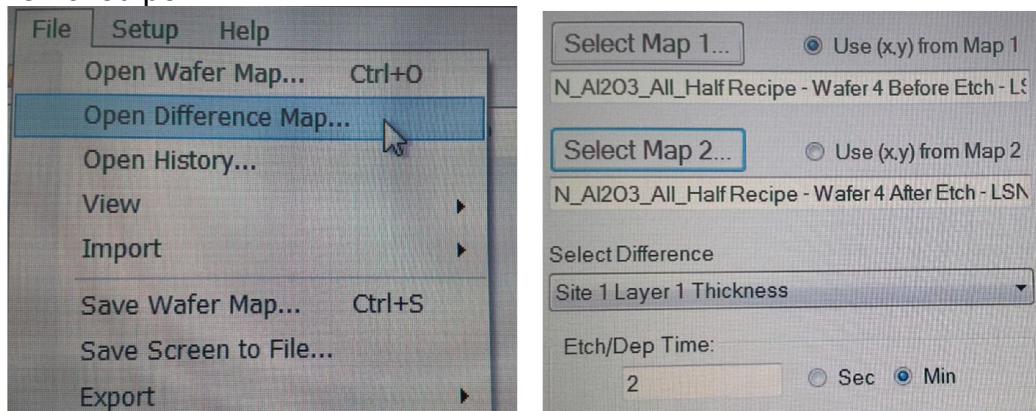 File Setup Help
Open Wafer Map... Ctrl+O
Open Difference Map...
Open History...
View
Import
Save Wafer Map... Ctrl+S
Save Screen to File...
Export
Select Map 1... Use (x,y) from Map 1
N_Al2O3_All_Half Recipe - Wafer 4 Before Etch -
Select Map 2... Use (x,y) from Map 2
N_Al2O3_All_Half Recipe - Wafer 4 After Etch - LSN
Select Difference
Site 1 Layer 1 Thickness
Etch/Dep Time:
2 Sec Min